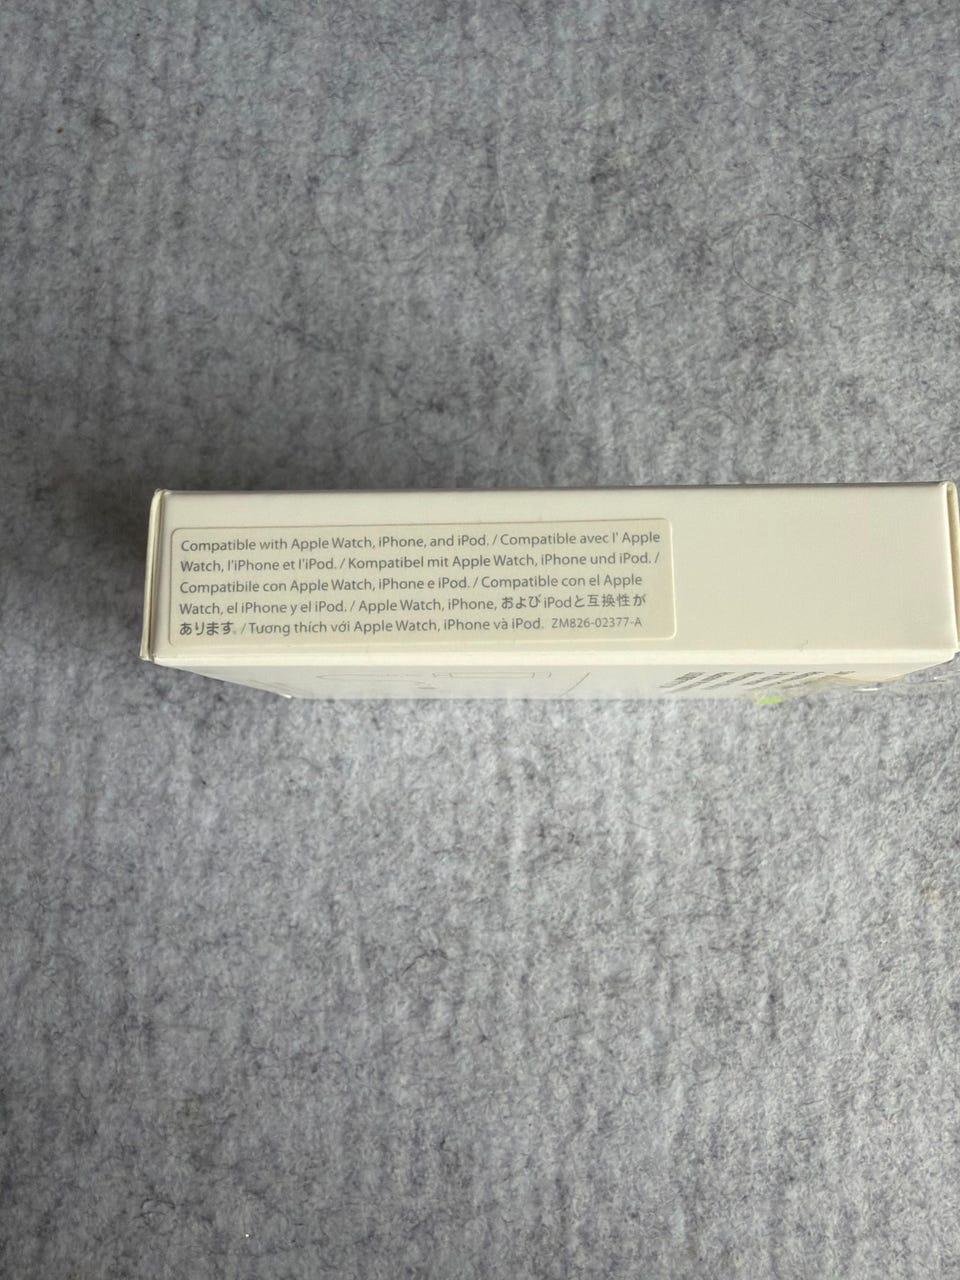 Compatible with Apple Watch, iPhone, and iPod. / Compatible avec l' Apple
Watch, l'iPhone et l'iPod. / Kompatibel mit Apple Watch, iPhone und iPod. /
Compatibile con Apple Watch, iPhone e iPod. / Compatible con el Apple
Watch, el iPhone y el iPod. / Apple Watch, iPhone, およびiPodと互換性が
あります。/ Tương thích với Apple Watch, iPhone và iPod. ZM826-02377-A